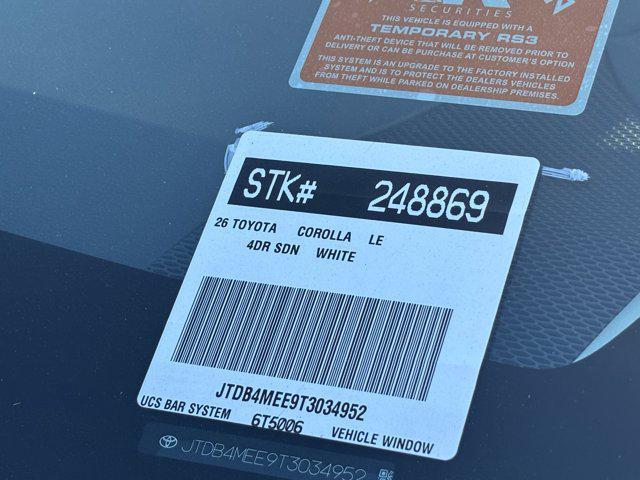 SECURITIES
THIS VEHICLE IS EQUIPPED WITH A
TEMPORARY RS3
ANTI-THEFT DEVICE THAT WILL BE REMOVED PRIOR TO
DELIVERY OR CAN BE PURCHASE AT CUSTOMER'S OPTION
THIS SYSTEM IS AN UPGRADE TO THE FACTORY INSTALLED
SYSTEM AND IS TO PROTECT THE DEALERS VEHICLES
FROM THEFT WHILE PARKED ON DEALERSHIP PREMISES.
STK# 248869
26 TOYOTA COROLLA LE
4DR SDN WHITE
JTDB4MEE9T3034952
UCS BAR SYSTEM 6T5006 VEHICLE WINDOW
JTDB4MEE9T3034952